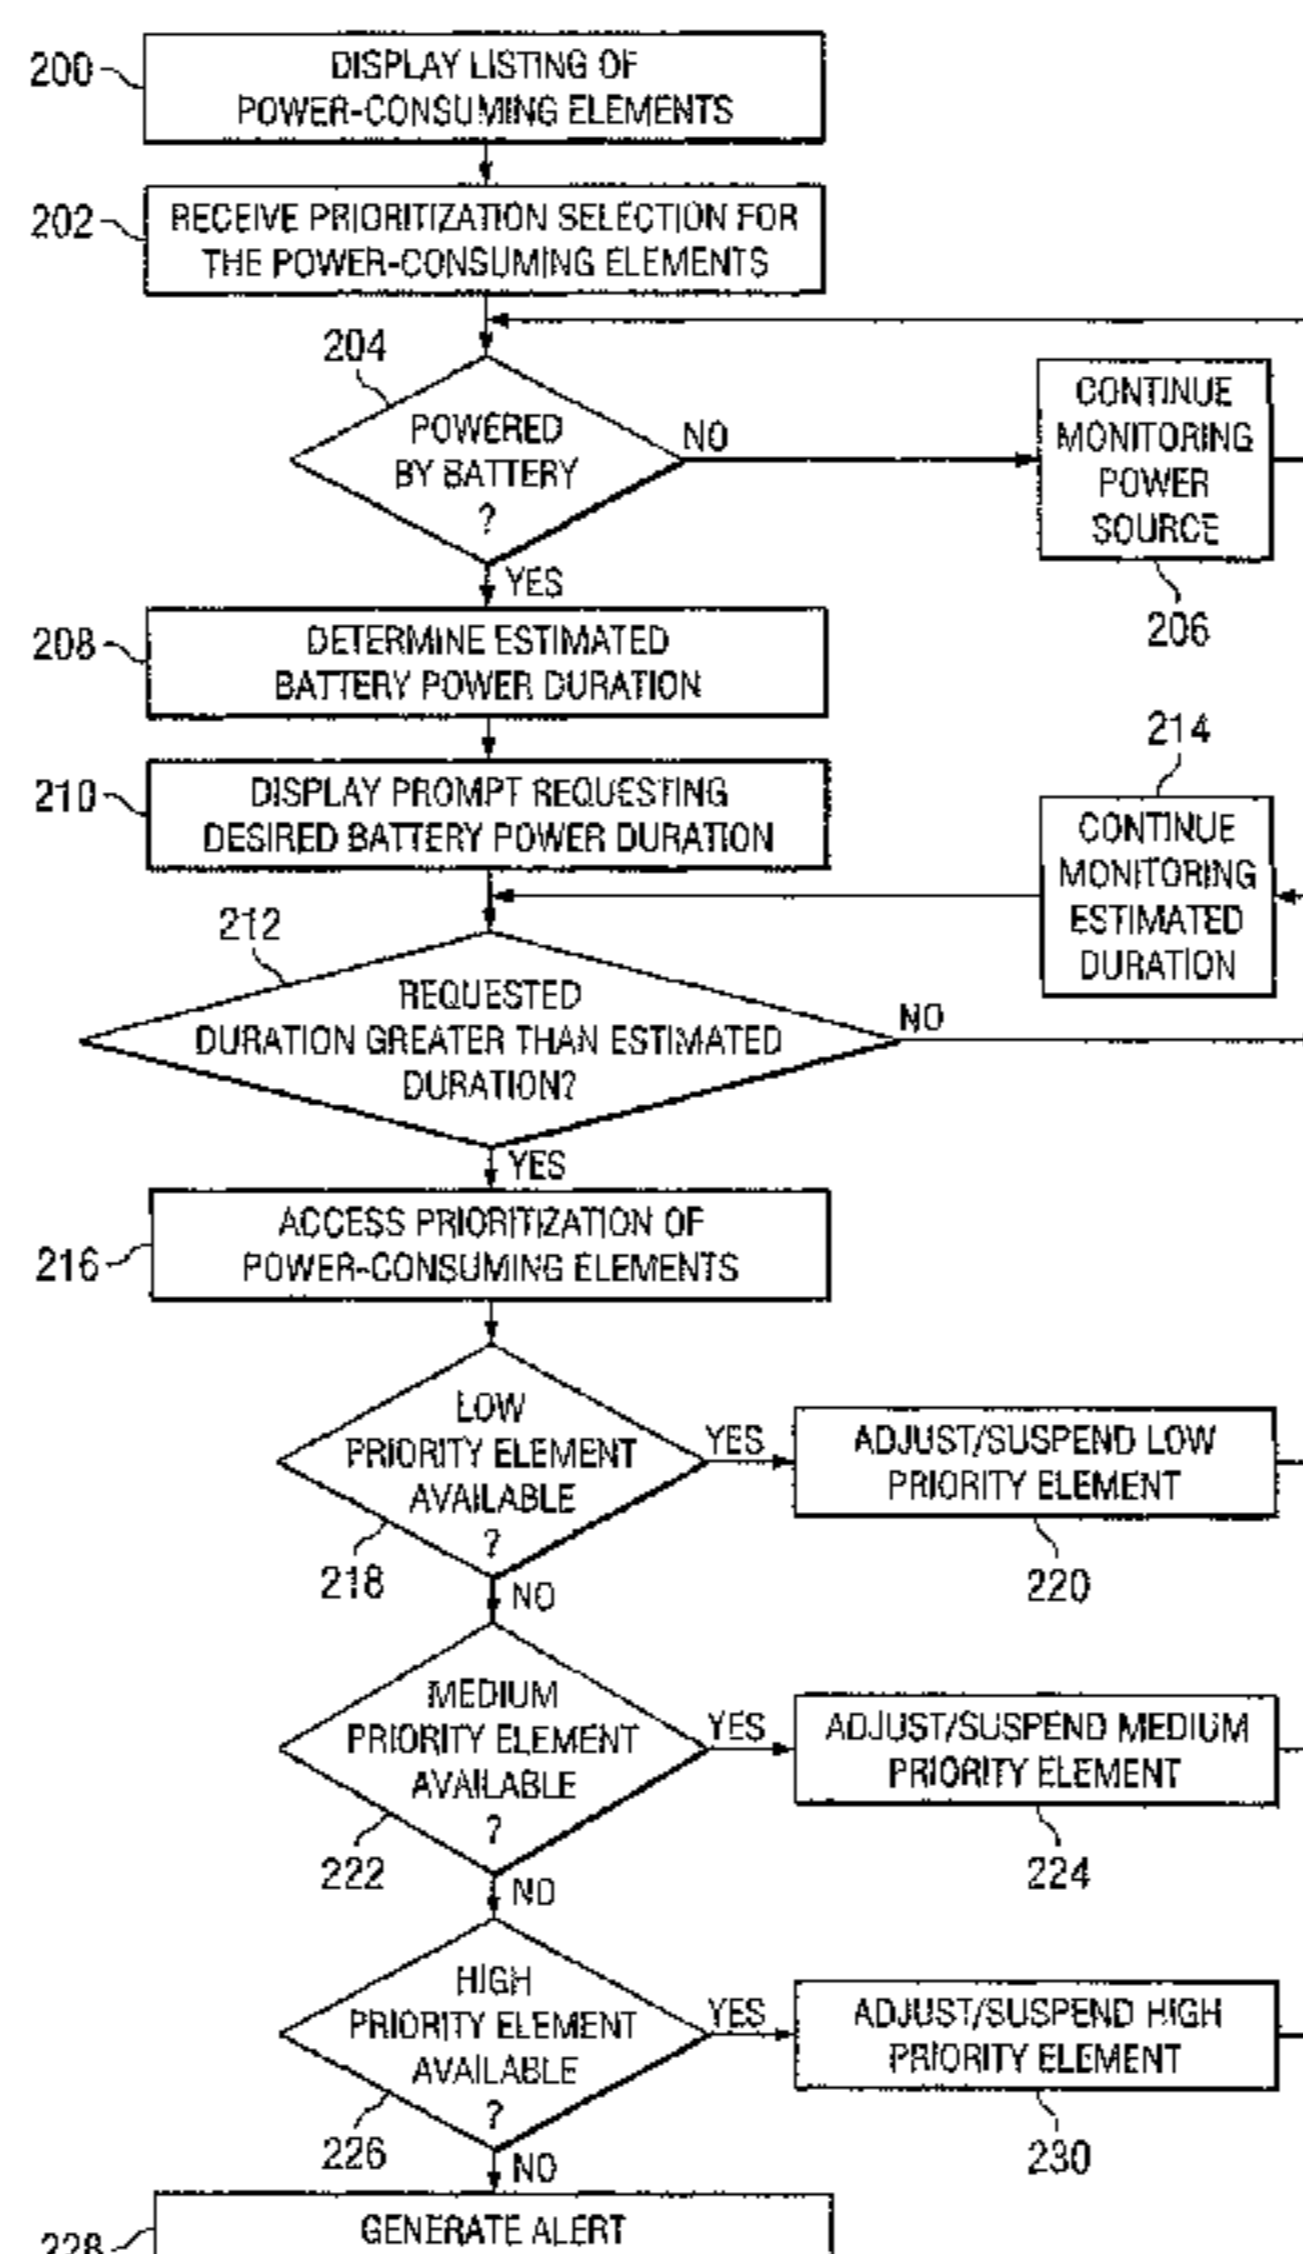 200
DISPLAY LISTING OF
POWER-CONSUMING ELEMENTS
202
RECEIVE PRIORITIZATION SELECTION FOR
THE POWER-CONSUMING ELEMENTS
204
POWERED
BY BATTERY
?
NO
CONTINUE
MONITORING
POWER
SOURCE
206
YES
208
DETERMINE ESTIMATED
BATTERY POWER DURATION
210
DISPLAY PROMPT REQUESTING
DESIRED BATTERY POWER DURATION
214
CONTINUE
MONITORING
ESTIMATED
DURATION
212
REQUESTED
DURATION GREATER THAN ESTIMATED
DURATION?
NO
YES
216
ACCESS PRIORITIZATION OF
POWER-CONSUMING ELEMENTS
LOW
PRIORITY ELEMENT
AVAILABLE
?
218
YES
ADJUST/SUSPEND LOW
PRIORITY ELEMENT
220
NO
MEDIUM
PRIORITY ELEMENT
AVAILABLE
?
222
YES
ADJUST/SUSPEND MEDIUM
PRIORITY ELEMENT
224
NO
HIGH
PRIORITY ELEMENT
AVAILABLE
?
226
YES
ADJUST/SUSPEND HIGH
PRIORITY ELEMENT
230
NO
228
GENERATE ALERT